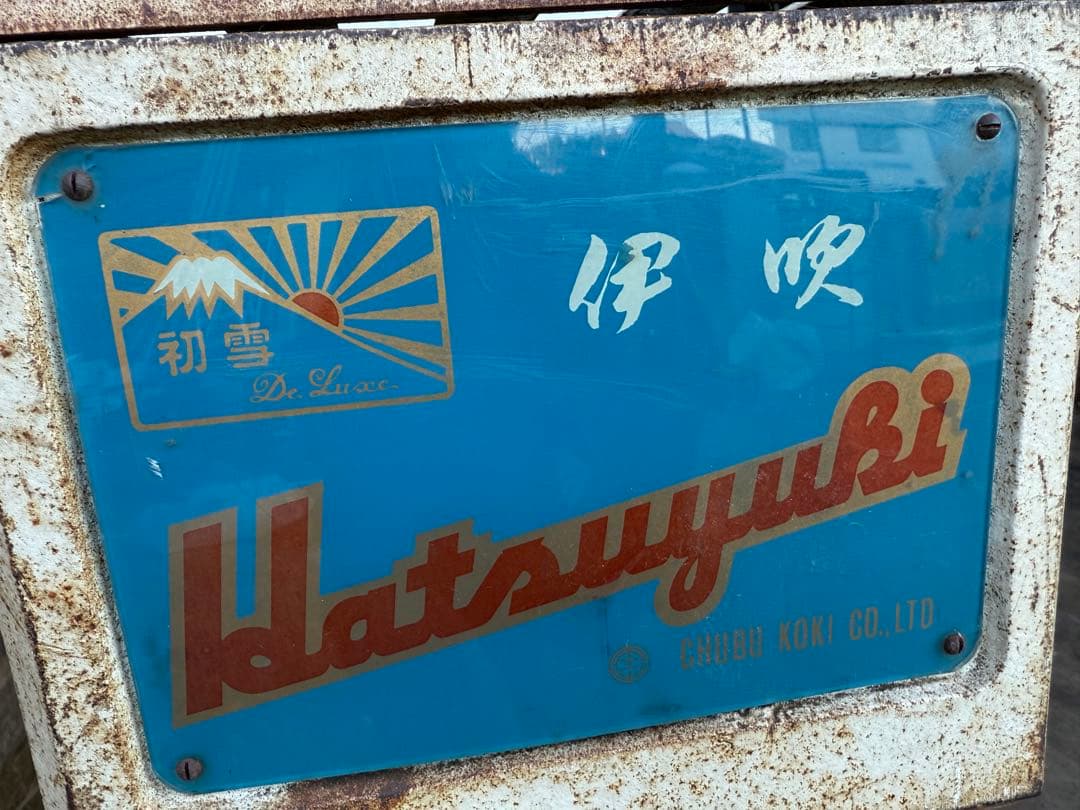 初雪
De Luxe
伊吹
Hatsuyuki
CHUBU KOKI CO.,LTD